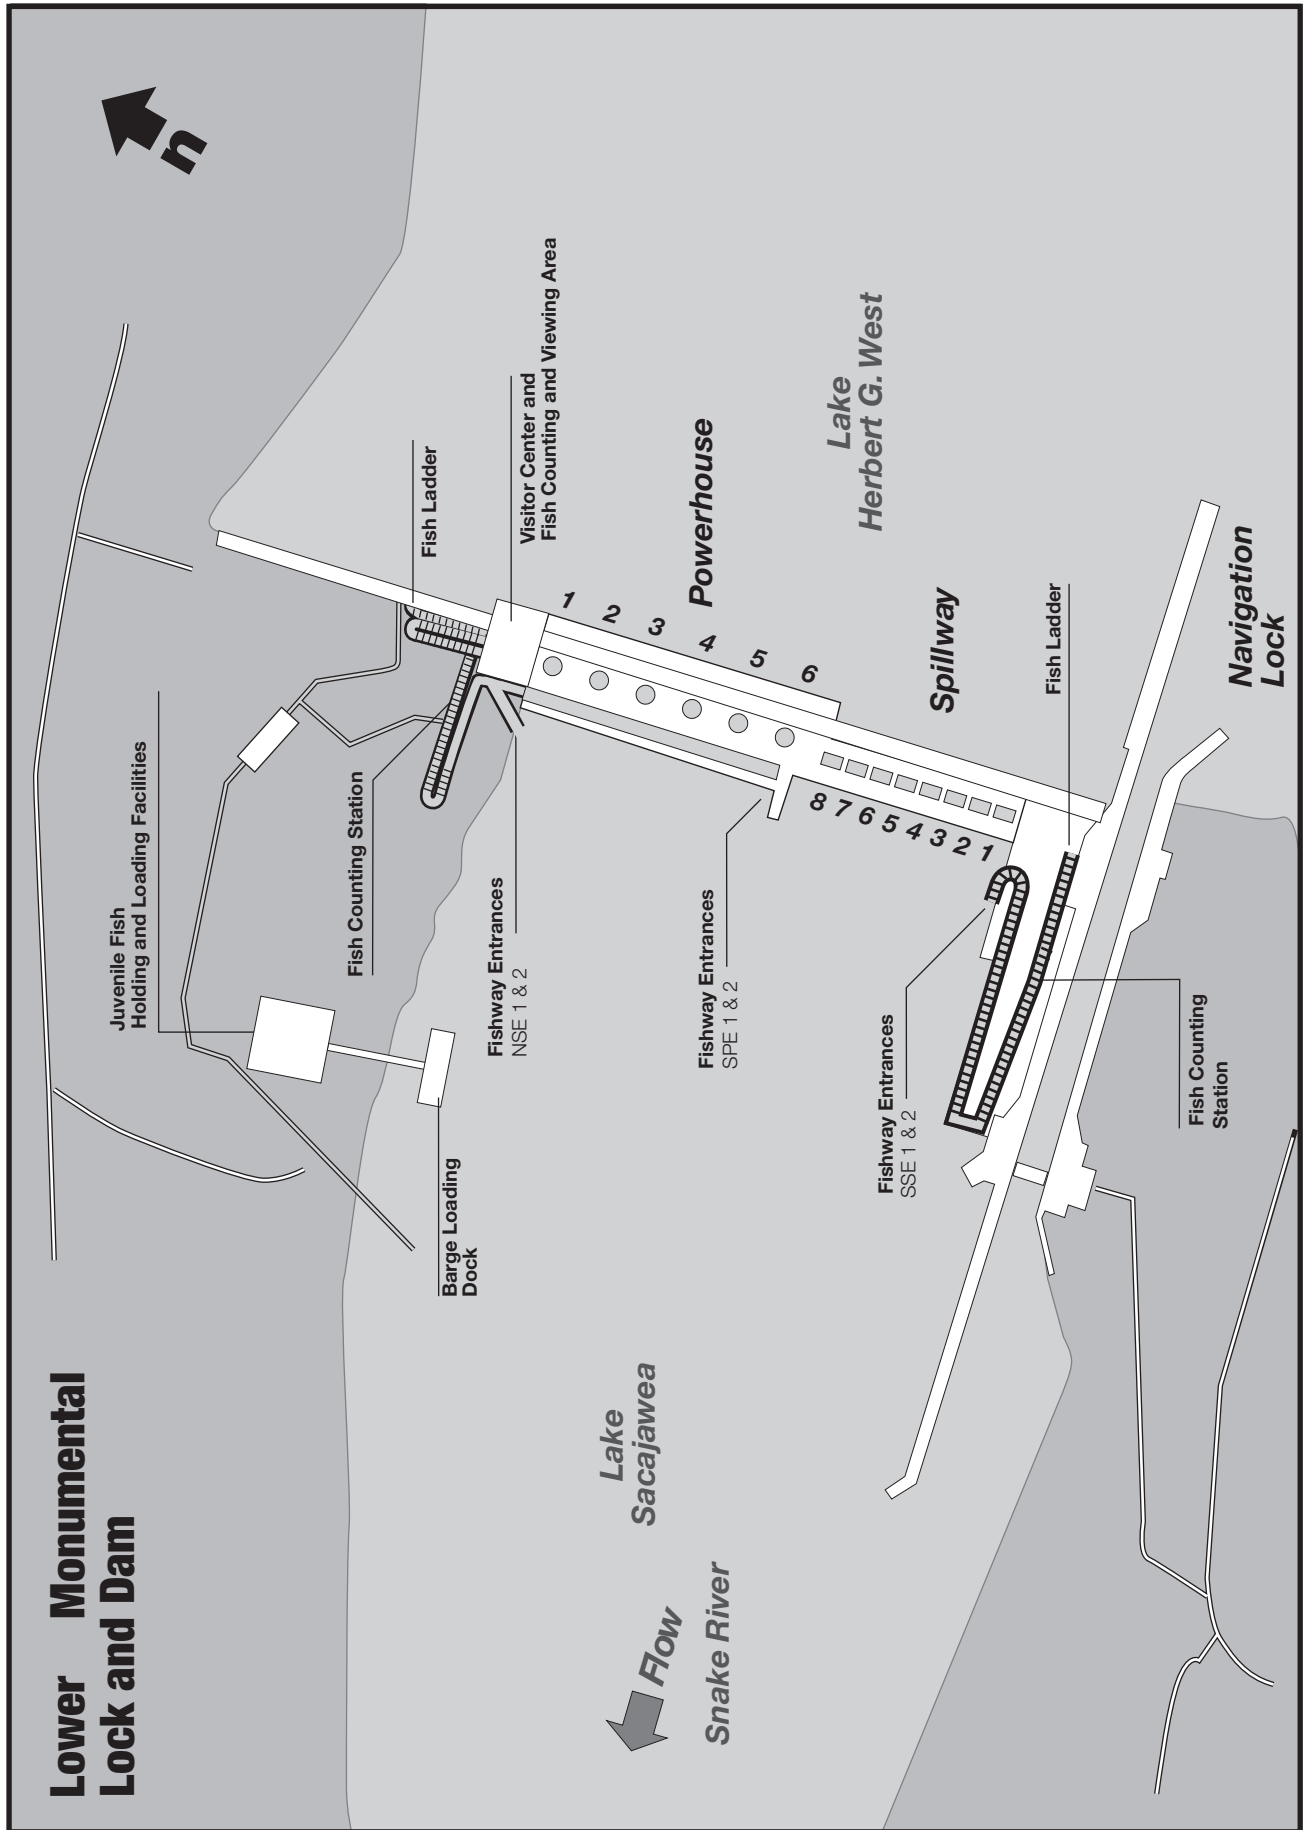 Lower Monumental
Lock and Dam
n
Juvenile Fish
Holding and Loading Facilities
Fish Counting Station
Fish Ladder
Visitor Center and
Fish Counting and Viewing Area
Barge Loading
Dock
Fishway Entrances
NSE 1 & 2
1
2
3
4
5
6
Powerhouse
Lake
Sacajawea
Flow
Snake River
Fishway Entrances
SPE 1 & 2
8 7 6 5 4 3 2 1
Lake
Herbert G. West
Spillway
Fishway Entrances
SSE 1 & 2
Fish Ladder
Fish Counting
Station
Navigation
Lock